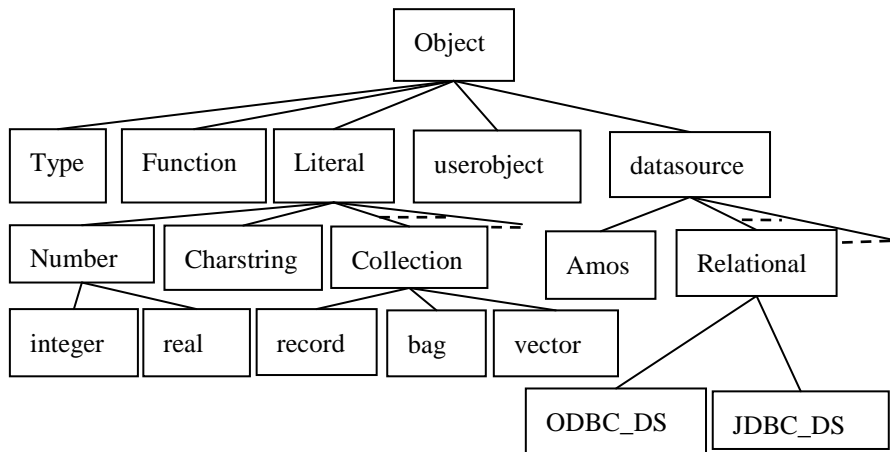 Object
Type
Function
Literal
userobject
datasource
Number
Charstring
Collection
Amos
Relational
integer
real
record
bag
vector
ODBC_DS
JDBC_DS